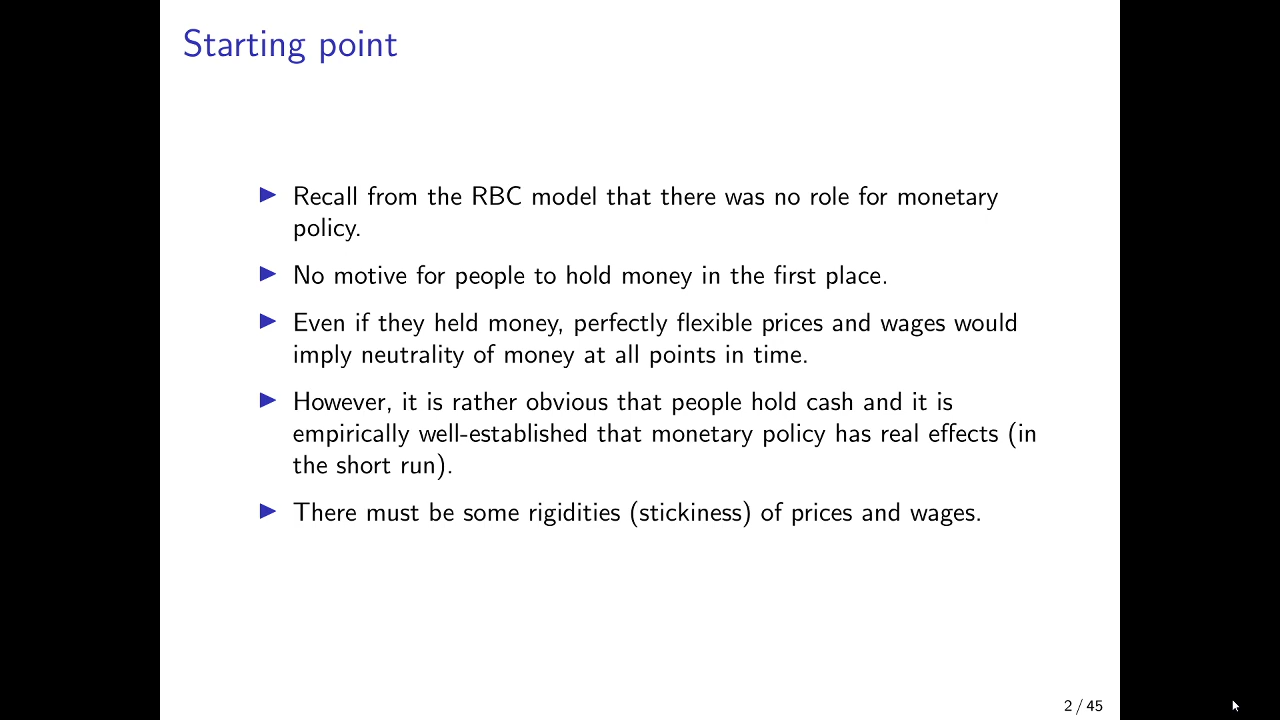 Starting point
▶ Recall from the RBC model that there was no role for monetary
policy.
▶ No motive for people to hold money in the first place.
▶ Even if they held money, perfectly flexible prices and wages would
imply neutrality of money at all points in time.
▶ However, it is rather obvious that people hold cash and it is
empirically well-established that monetary policy has real effects (in
the short run).
▶ There must be some rigidities (stickiness) of prices and wages.
2 / 45